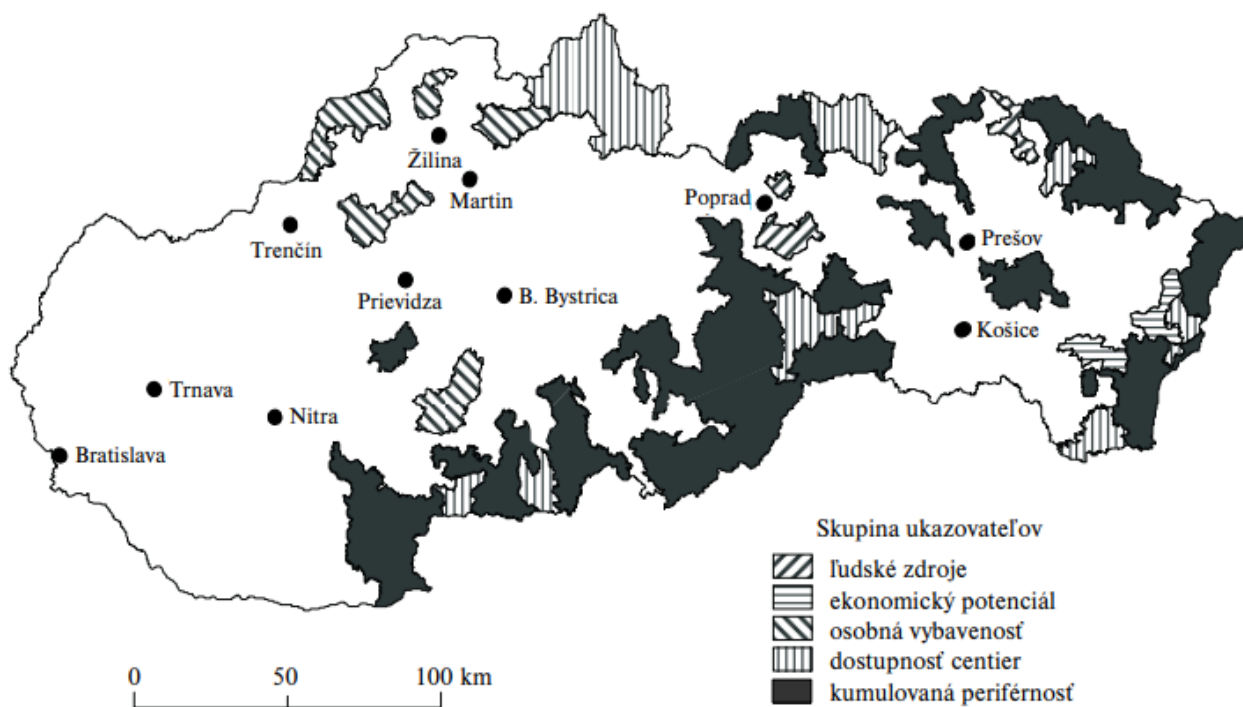 Žilina
Martin
Poprad
Trenčín
Prešov
Prievidza
B. Bystrica
Košice
Trnava
Nitra
Bratislava
Skupina ukazovateľov
ľudské zdroje
ekonomický potenciál
osobná vybavenosť
dostupnosť centier
kumulovaná periférnosť
0 50 100 km